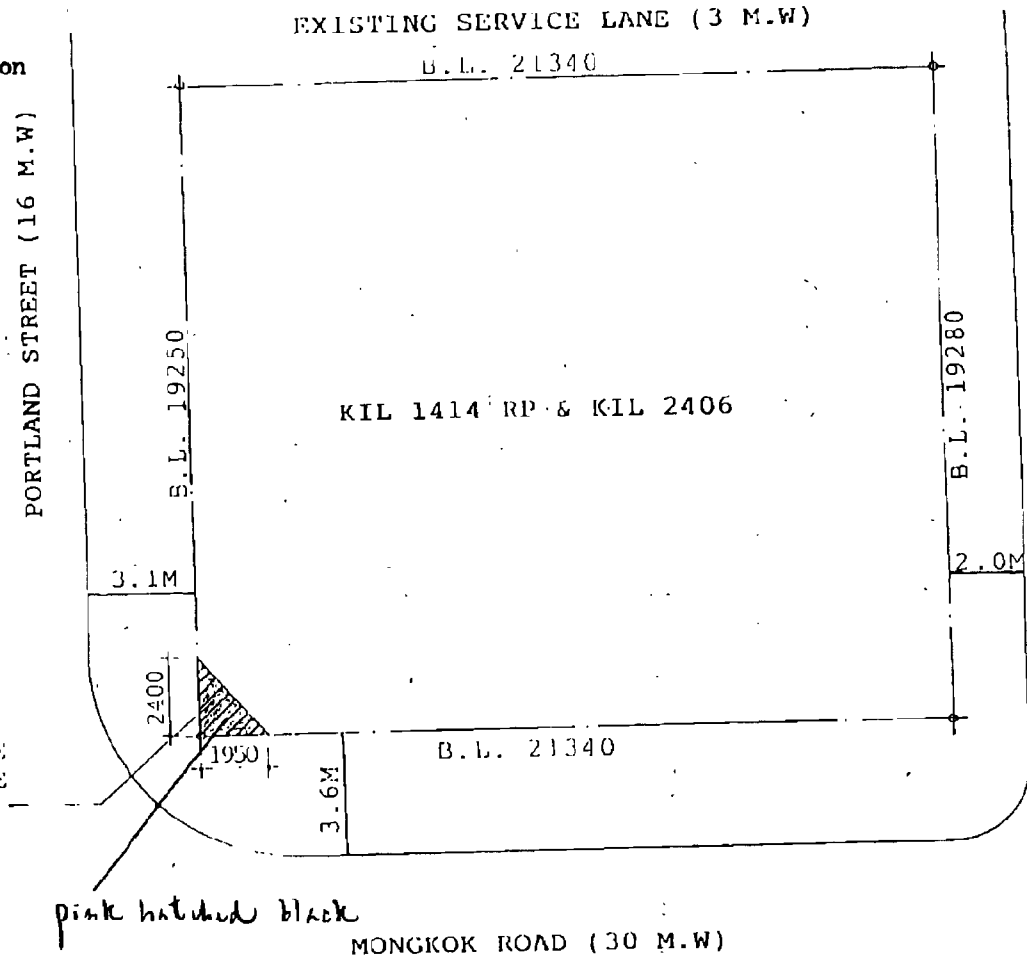 EXISTING SERVICE LANE (3 M.W)
on
B.L. 21340
PORTLAND STREET (16 M.W)
B.L. 19250
B.L. 19280
KIL 1414 RP & KIL 2406
3.1M
2.0M
2400
1950
B.L. 21340
3.6M
E
E
pink hatched black
MONGKOK ROAD (30 M.W)